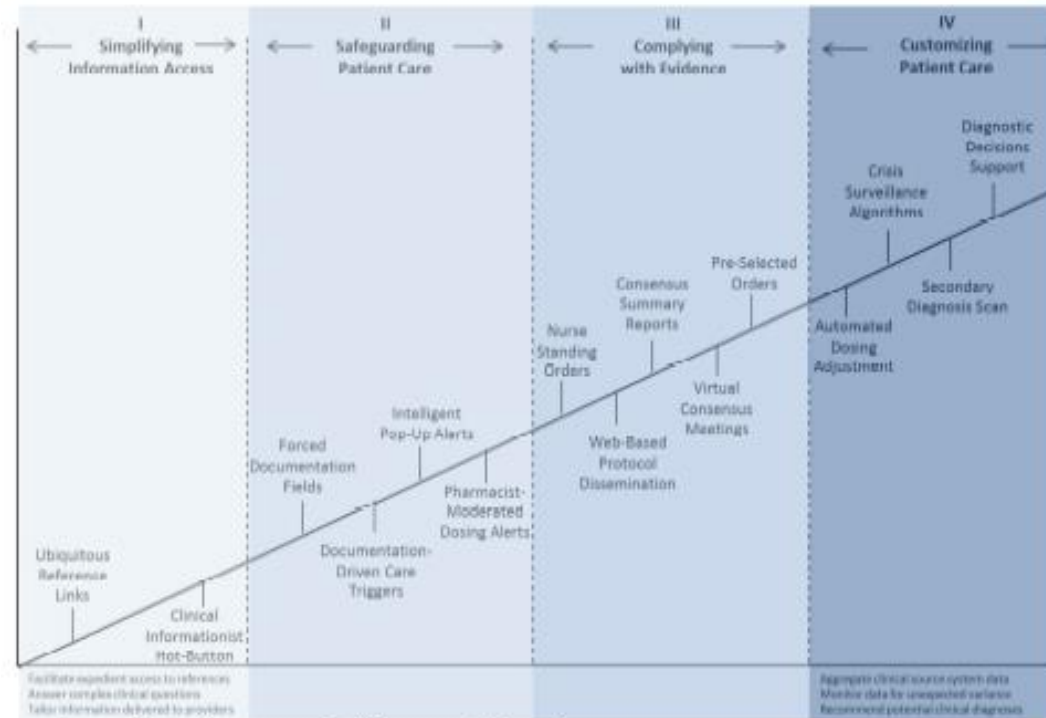 I
Simplifying
Information Access
II
Safeguarding
Patient Care
III
Complying
with Evidence
IV
Customizing
Patient Care
Ubiquitous
Reference
Links
Clinical
Informationist
Hot-Button
Forced
Documentation
Fields
Documentation-
Driven Care
Triggers
Intelligent
Pop-Up Alerts
Pharmacist-
Moderated
Dosing Alerts
Nurse
Standing
Orders
Web-Based
Protocol
Dissemination
Consensus
Summary
Reports
Virtual
Consensus
Meetings
Pre-Selected
Orders
Automated
Dosing
Adjustment
Crisis
Surveillance
Algorithms
Secondary
Diagnosis Scan
Diagnostic
Decisions
Support
Facilitate expedient access to references
Answer complex clinical questions
Tailor information delivered to providers
Aggregate clinical source system data
Monitor data for unexpected variance
Recommend potential clinical diagnoses